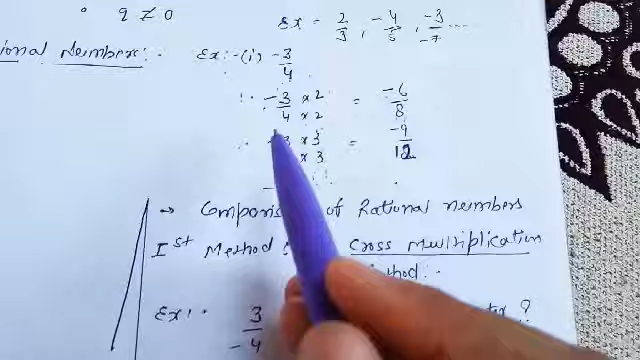 q ≠ 0
Ex = 2/3, -4/5, -3/-7 ....
ional Numbers:- Ex:-(i) -3/4
-3/4 × 2/2 = -6/8
× 3/3 = -9/12
→ Comparis of Rational numbers
Ist Method Cross Multiplication
Method:-
Ex:. 3/-4 ?